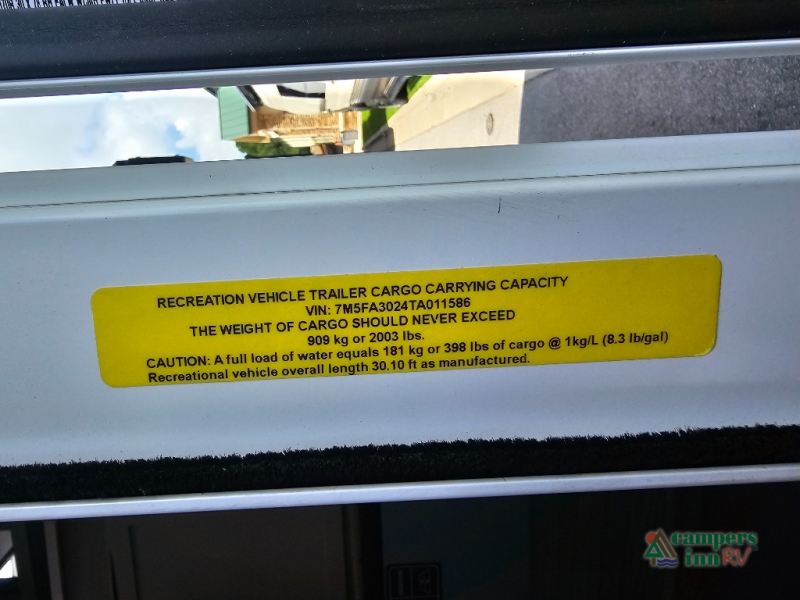 RECREATION VEHICLE TRAILER CARGO CARRYING CAPACITY
VIN: 7M5FA3024TA011586
THE WEIGHT OF CARGO SHOULD NEVER EXCEED
909 kg or 2003 lbs.
CAUTION: A full load of water equals 181 kg or 398 lbs of cargo @ 1kg/L (8.3 lb/gal)
Recreational vehicle overall length 30.10 ft as manufactured.
campers
inn RV